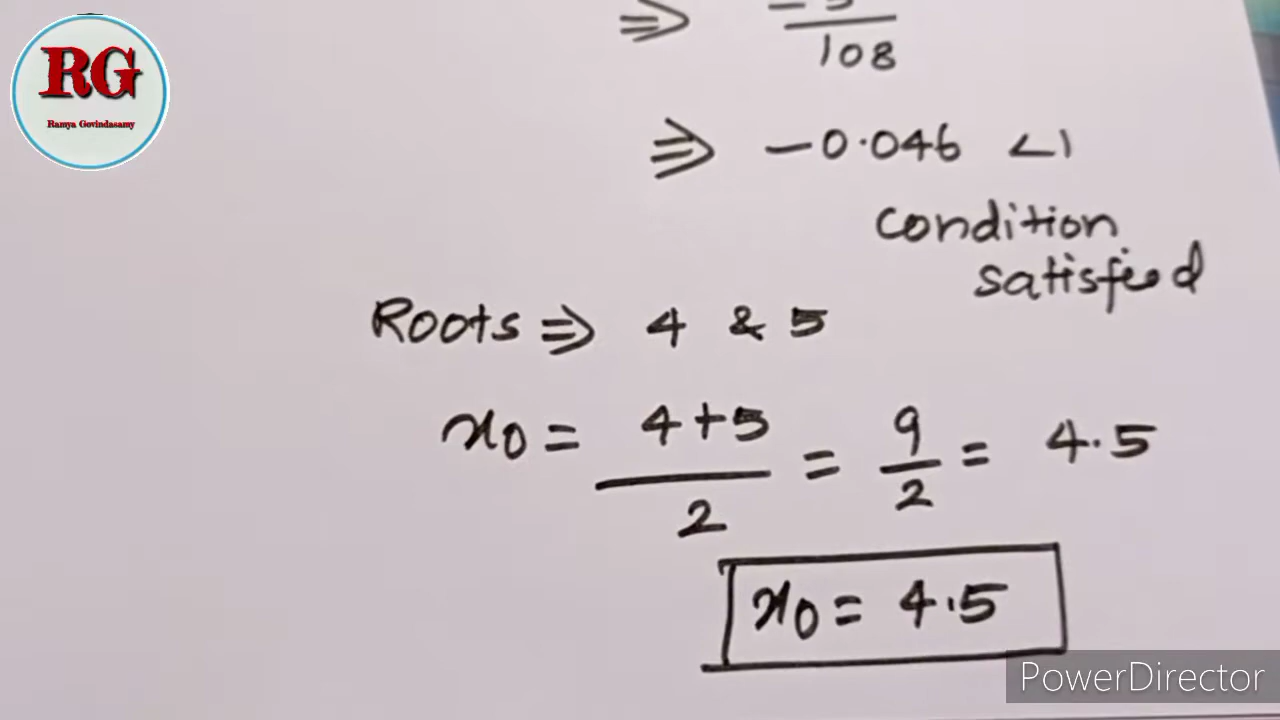 RG
Ramya Govindasamy
⇒ -5/108
⇒ -0.046 <1
condition
satisfied
Roots ⇒ 4 & 5
x0 = 4+5/2 = 9/2 = 4.5
x0 = 4.5
PowerDirector